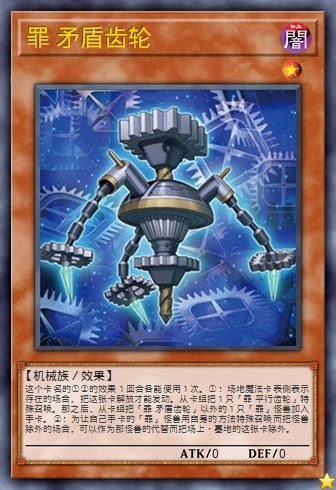 罪 矛盾齿轮
闇
【机械族/效果】
这个卡名的①②的效果1回合各能使用1次。①：场地魔法卡表侧表示
存在的场合，把这张卡解放才能发动。从卡组把1只「罪 平行齿轮」特
殊召唤。那之后，从卡组把「罪 矛盾齿轮」以外的1只「罪」怪兽加入
手卡。②：为让自己手卡的「罪」怪兽用自身的方法特殊召唤而把怪兽
除外的场合，可以作为那怪兽的代替而把场上·墓地的这张卡除外。
ATK/0 DEF/0